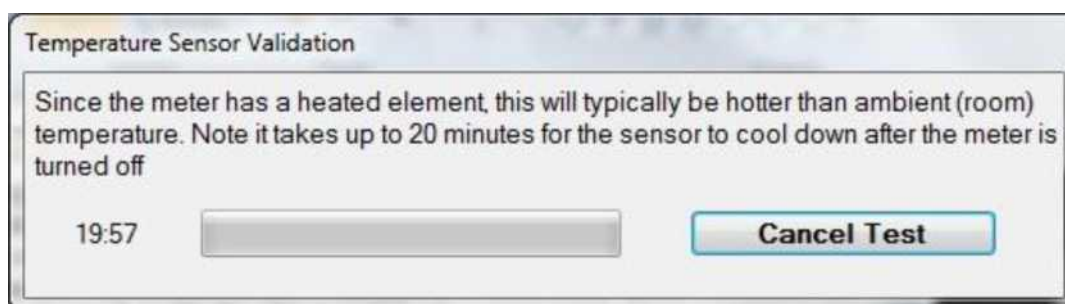 Temperature Sensor Validation
Since the meter has a heated element, this will typically be hotter than ambient (room)
temperature. Note it takes up to 20 minutes for the sensor to cool down after the meter is
turned off
19:57
Cancel Test